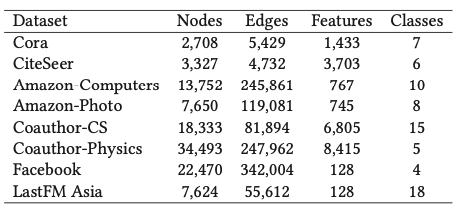 Dataset Nodes Edges Features Classes
Cora 2,708 5,429 1,433 7
CiteSeer 3,327 4,732 3,703 6
Amazon-Computers 13,752 245,861 767 10
Amazon-Photo 7,650 119,081 745 8
Coauthor-CS 18,333 81,894 6,805 15
Coauthor-Physics 34,493 247,962 8,415 5
Facebook 22,470 342,004 128 4
LastFM Asia 7,624 55,612 128 18